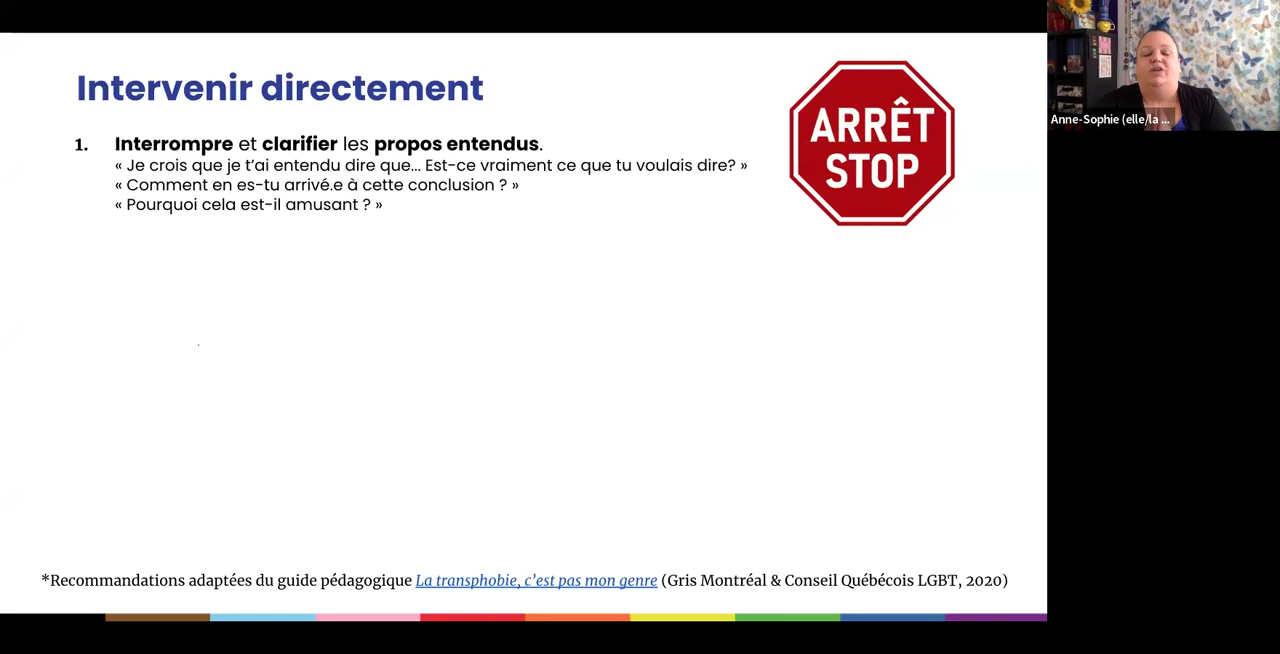 Intervenir directement
1. Interrompre et clarifier les propos entendus.
« Je crois que je t’ai entendu dire que... Est-ce vraiment ce que tu voulais dire? »
« Comment en es-tu arrivé.e à cette conclusion ? »
« Pourquoi cela est-il amusant ? »
ARRÊT
STOP
Anne-Sophie (elle/la ...
*Recommandations adaptées du guide pédagogique La transphobie, c’est pas mon genre (Gris Montréal & Conseil Québécois LGBT, 2020)